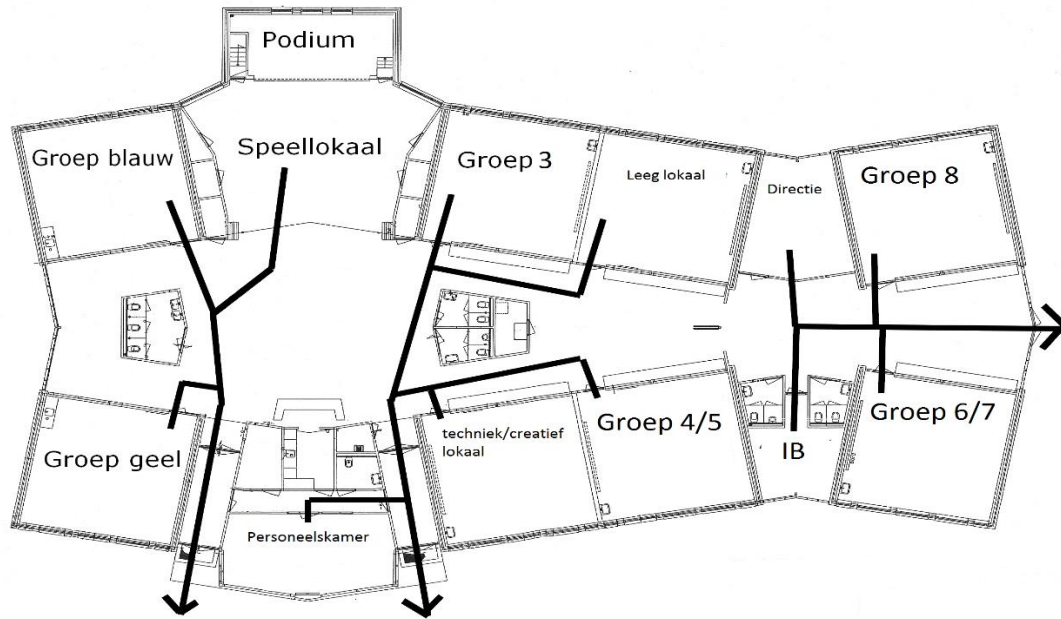 Podium
Groep blauw
Speellokaal
Groep 3
Leeg lokaal
Directie
Groep 8
Groep geel
Personeelskamer
techniek/creatief
lokaal
Groep 4/5
IB
Groep 6/7